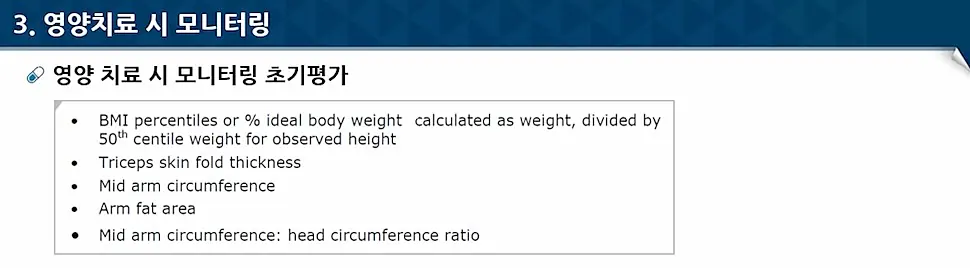 3. 영양치료 시 모니터링
영양 치료 시 모니터링 초기평가
• BMI percentiles or % ideal body weight calculated as weight, divided by
50th centile weight for observed height
• Triceps skin fold thickness
• Mid arm circumference
• Arm fat area
• Mid arm circumference: head circumference ratio